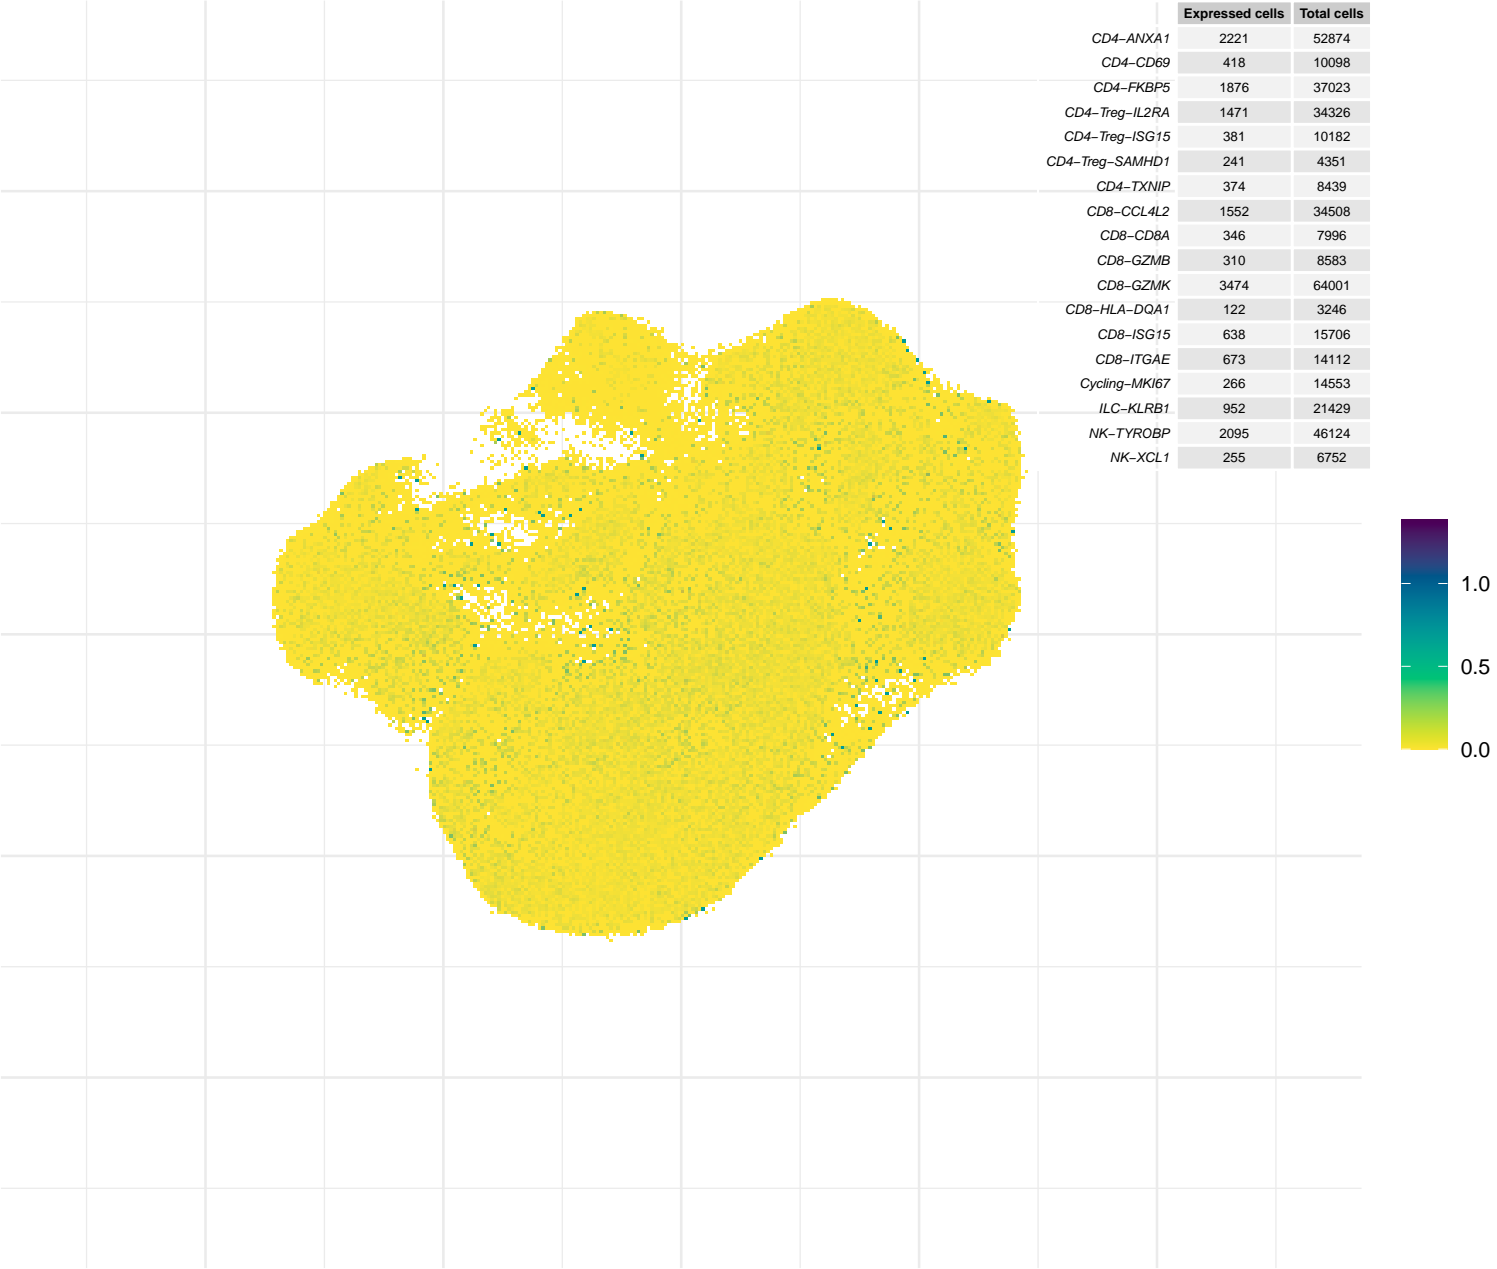 Expressed cells Total cells
CD4−ANXA1 2221 52874
CD4−CD69 418 10098
CD4−FKBP5 1876 37023
CD4−Treg−IL2RA 1471 34326
CD4−Treg−ISG15 381 10182
CD4−Treg−SAMHD1 241 4351
CD4−TXNIP 374 8439
CD8−CCL4L2 1552 34508
CD8−CD8A 346 7996
CD8−GZMB 310 8583
CD8−GZMK 3474 64001
CD8−HLA−DQA1 122 3246
CD8−ISG15 638 15706
CD8−ITGAE 673 14112
Cycling−MKI67 266 14553
ILC−KLRB1 952 21429
NK−TYROBP 2095 46124
NK−XCL1 255 6752
1.0
0.5
0.0